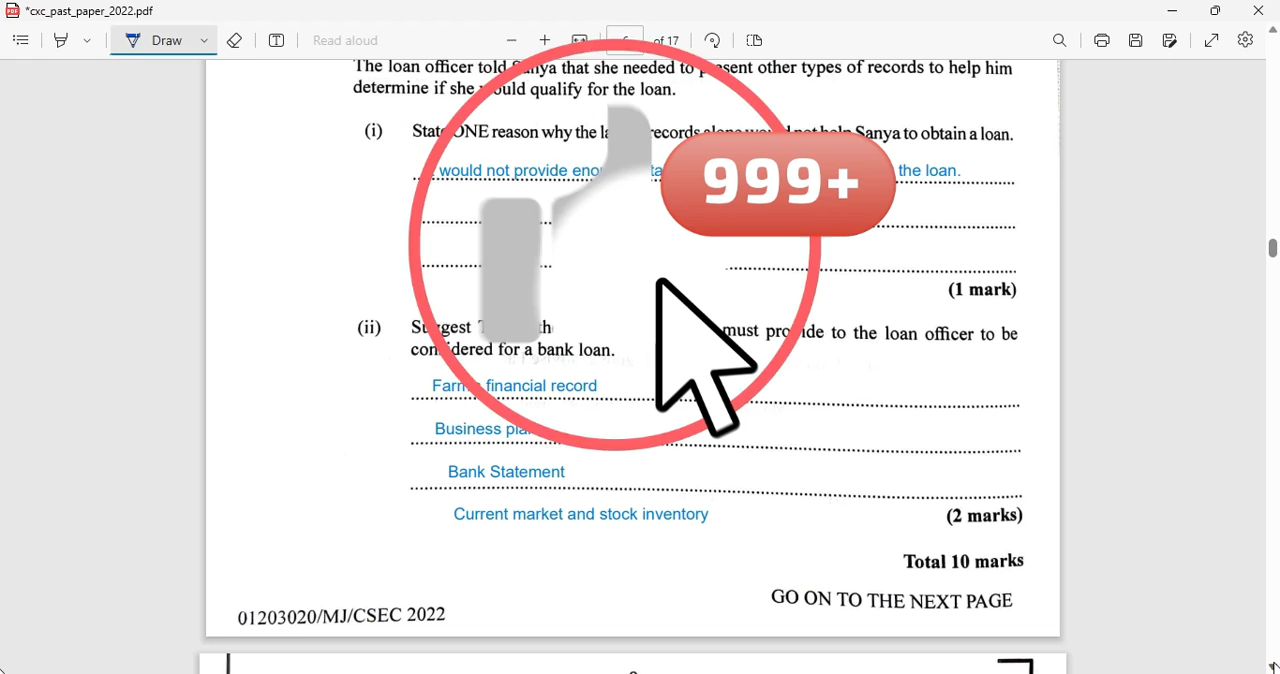 *cxc_past_paper_2022.pdf
Draw
Read aloud
of 17
The loan officer told Sanya that she needed to present other types of records to help him
determine if she would qualify for the loan.
(i) State ONE reason why the records alone would not help Sanya to obtain a loan.
would not provide the loan.
999+
(1 mark)
(ii) Suggest must provide to the loan officer to be
considered for a bank loan.
Farm financial record
Business plan
Bank Statement
Current market and stock inventory
(2 marks)
Total 10 marks
GO ON TO THE NEXT PAGE
01203020/MJ/CSEC 2022